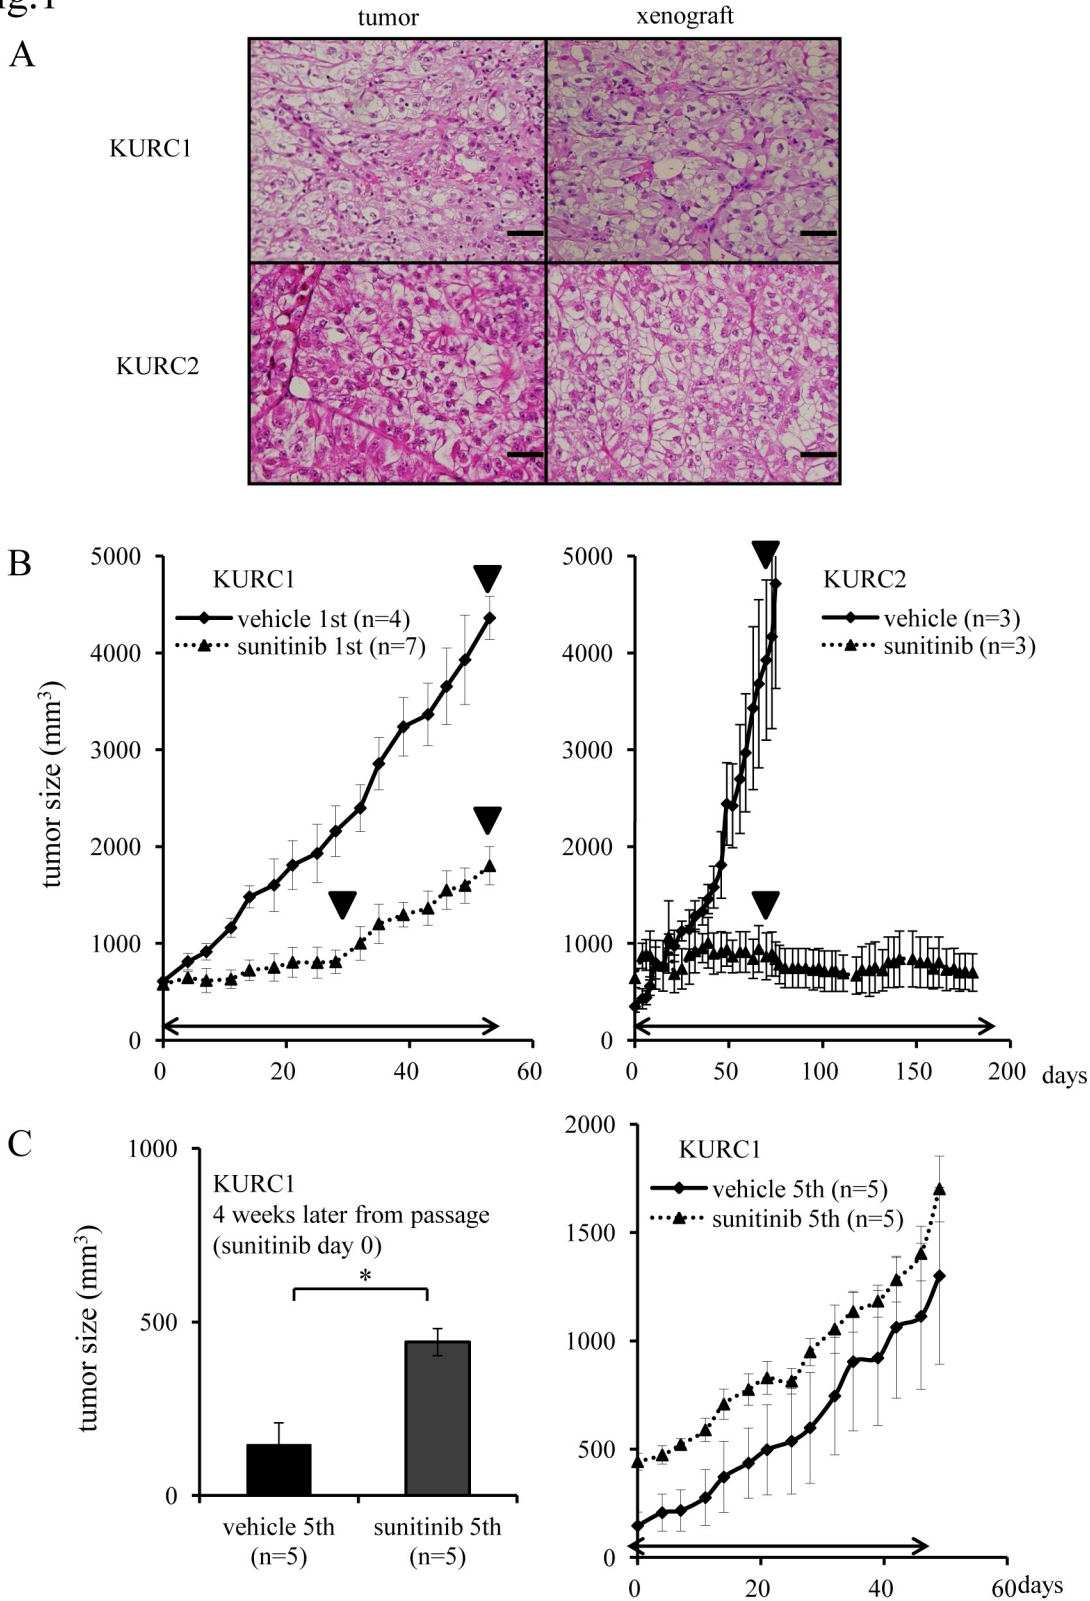 tumor xenograft
A
KURC1
KURC2
B
5000
4000
3000
2000
1000
0
0 20 40 60
tumor size (mm³)
KURC1
vehicle 1st (n=4)
sunitinib 1st (n=7)
5000
4000
3000
2000
1000
0
0 50 100 150 200 days
KURC2
vehicle (n=3)
sunitinib (n=3)
C
1000
500
0
tumor size (mm³)
KURC1
4 weeks later from passage
(sunitinib day 0)
*
vehicle 5th sunitinib 5th
(n=5) (n=5)
2000
1500
1000
500
0
0 20 40 60days
KURC1
vehicle 5th (n=5)
sunitinib 5th (n=5)